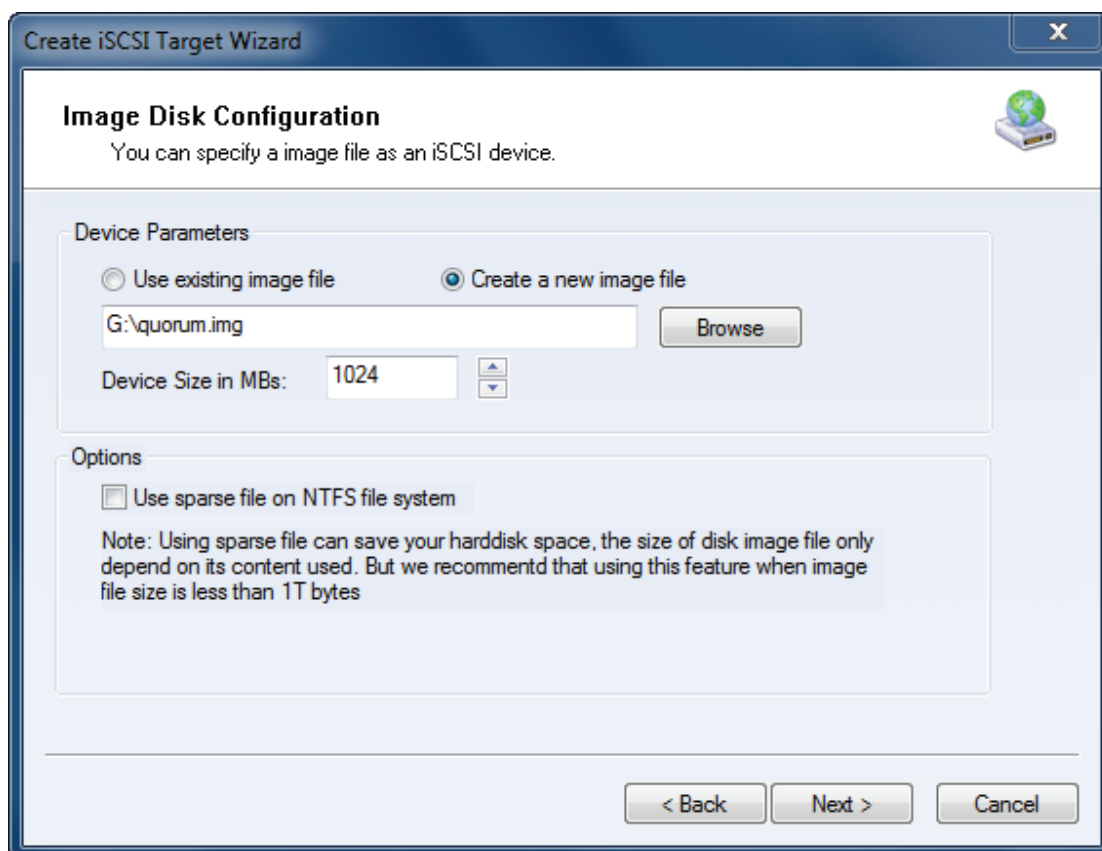 Create iSCSI Target Wizard
Image Disk Configuration
You can specify a image file as an iSCSI device.
Device Parameters
Use existing image file
Create a new image file
G:\quorum.img
Browse
Device Size in MBs:
1024
Options
Use sparse file on NTFS file system
Note: Using sparse file can save your harddisk space, the size of disk image file only
depend on its content used. But we recommentd that using this feature when image
file size is less than 1T bytes
< Back
Next >
Cancel